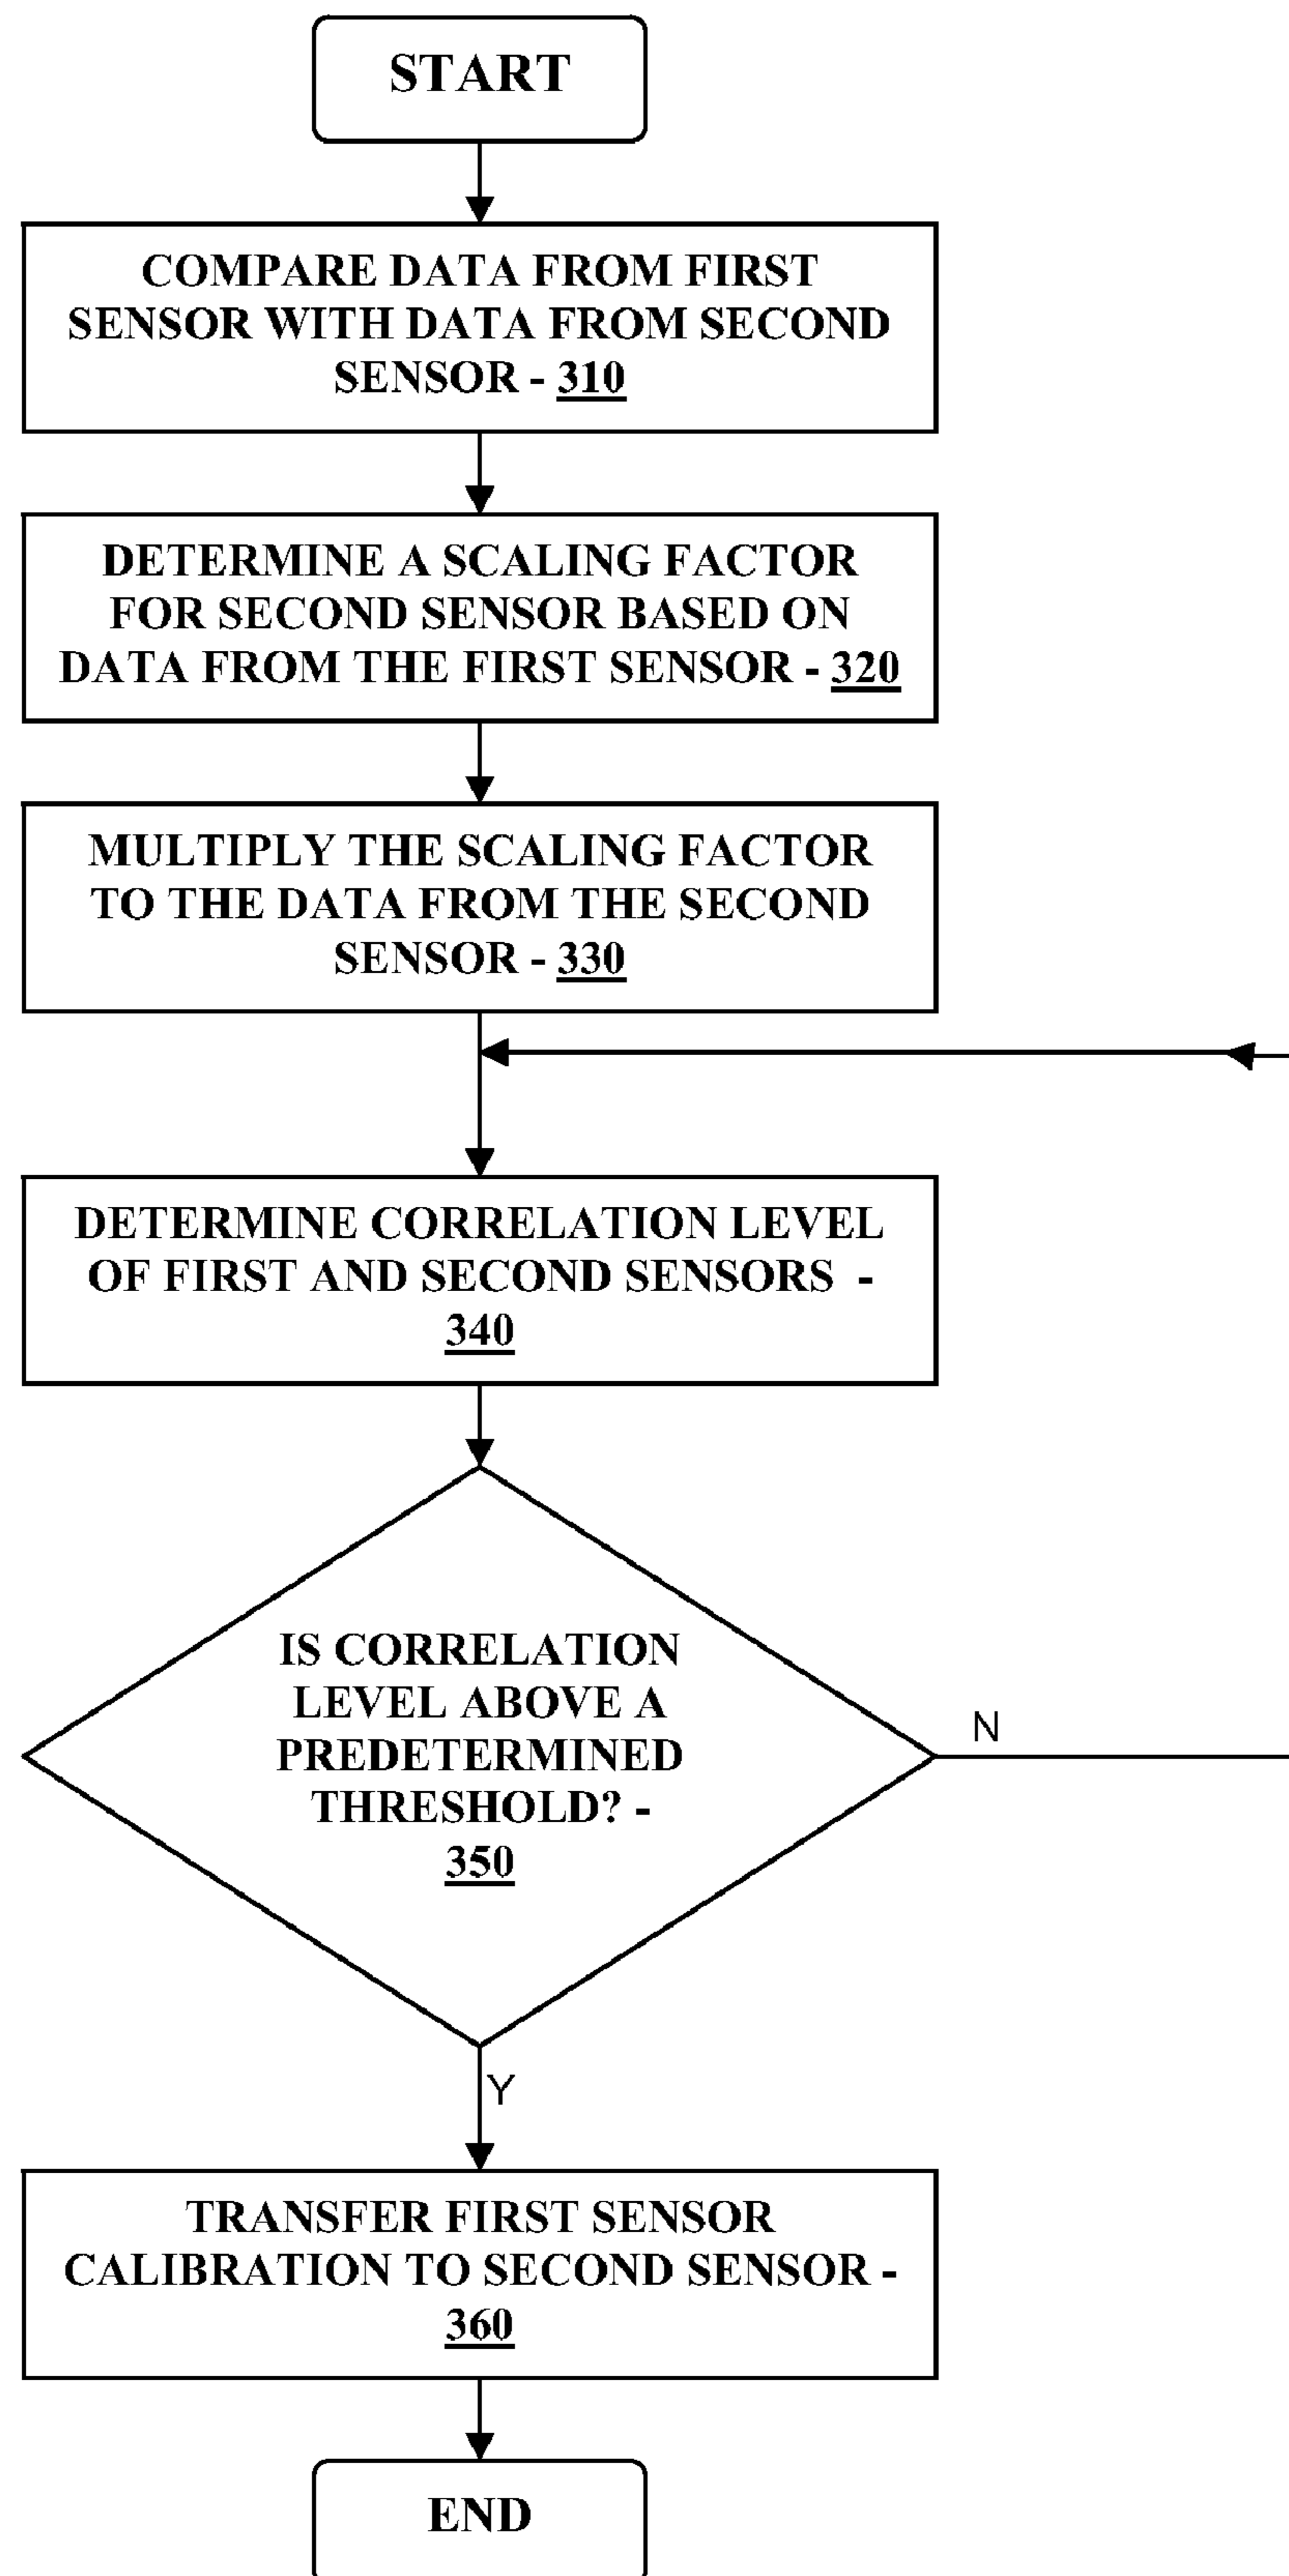 START
COMPARE DATA FROM FIRST
SENSOR WITH DATA FROM SECOND
SENSOR - 310
DETERMINE A SCALING FACTOR
FOR SECOND SENSOR BASED ON
DATA FROM THE FIRST SENSOR - 320
MULTIPLY THE SCALING FACTOR
TO THE DATA FROM THE SECOND
SENSOR - 330
DETERMINE CORRELATION LEVEL
OF FIRST AND SECOND SENSORS -
340
IS CORRELATION
LEVEL ABOVE A
PREDETERMINED
THRESHOLD? -
350
N
Y
TRANSFER FIRST SENSOR
CALIBRATION TO SECOND SENSOR -
360
END